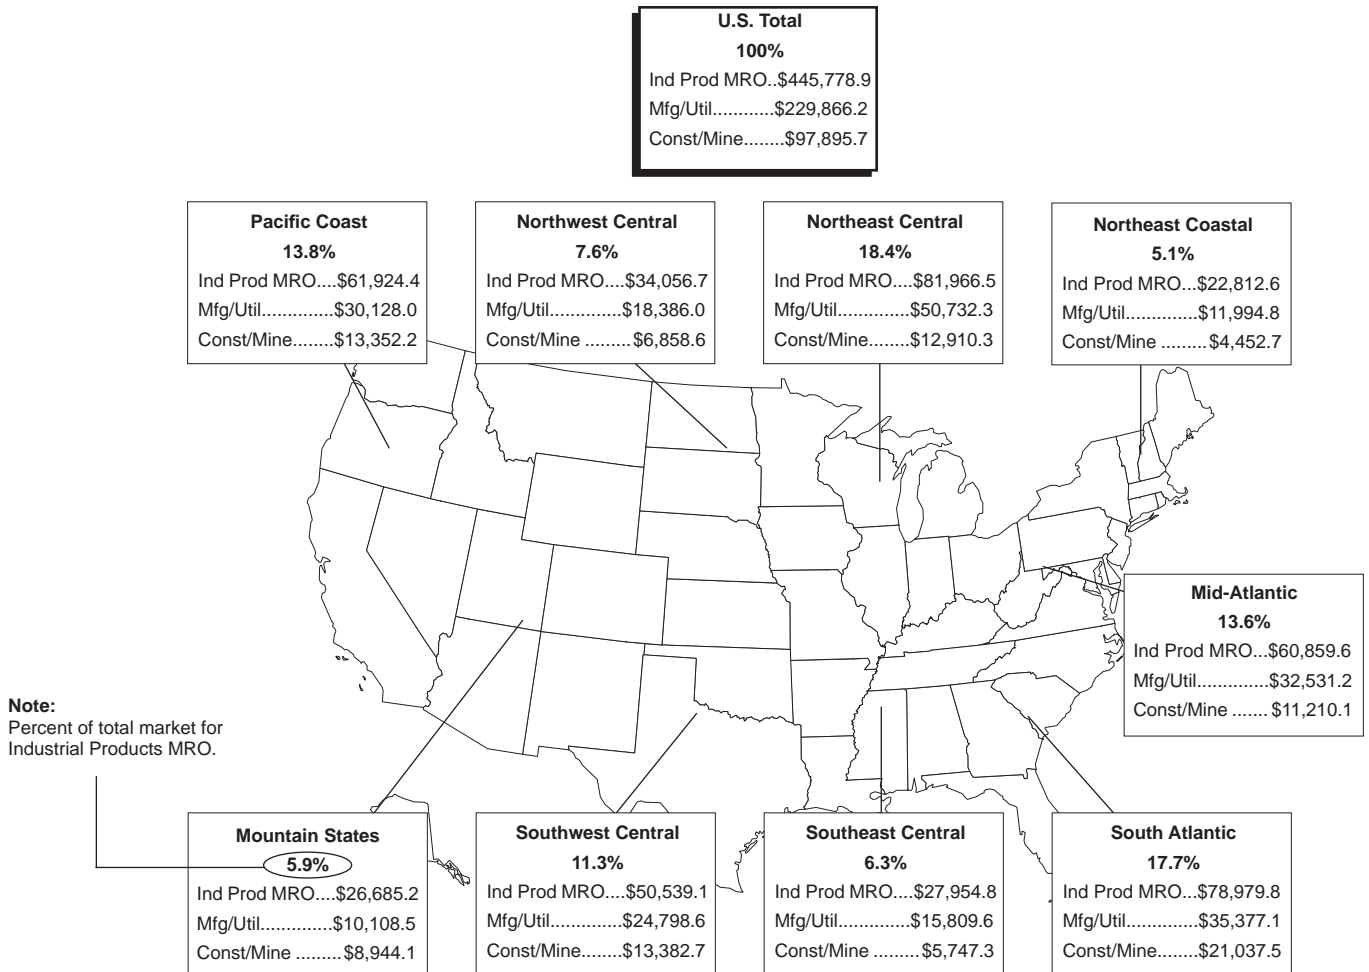 U.S. Total
100%
Ind Prod MRO..$445,778.9
Mfg/Util............$229,866.2
Const/Mine........$97,895.7
Pacific Coast
13.8%
Ind Prod MRO....$61,924.4
Mfg/Util..............$30,128.0
Const/Mine........$13,352.2
Northwest Central
7.6%
Ind Prod MRO....$34,056.7
Mfg/Util..............$18,386.0
Const/Mine .........$6,858.6
Northeast Central
18.4%
Ind Prod MRO....$81,966.5
Mfg/Util..............$50,732.3
Const/Mine........$12,910.3
Northeast Coastal
5.1%
Ind Prod MRO...$22,812.6
Mfg/Util..............$11,994.8
Const/Mine .........$4,452.7
Mid-Atlantic
13.6%
Ind Prod MRO...$60,859.6
Mfg/Util..............$32,531.2
Const/Mine ....... $11,210.1
Note:
Percent of total market for
Industrial Products MRO.
Mountain States
5.9%
Ind Prod MRO....$26,685.2
Mfg/Util..............$10,108.5
Const/Mine .........$8,944.1
Southwest Central
11.3%
Ind Prod MRO....$50,539.1
Mfg/Util..............$24,798.6
Const/Mine........$13,382.7
Southeast Central
6.3%
Ind Prod MRO....$27,954.8
Mfg/Util..............$15,809.6
Const/Mine .........$5,747.3
South Atlantic
17.7%
Ind Prod MRO....$78,979.8
Mfg/Util..............$35,377.1
Const/Mine........$21,037.5